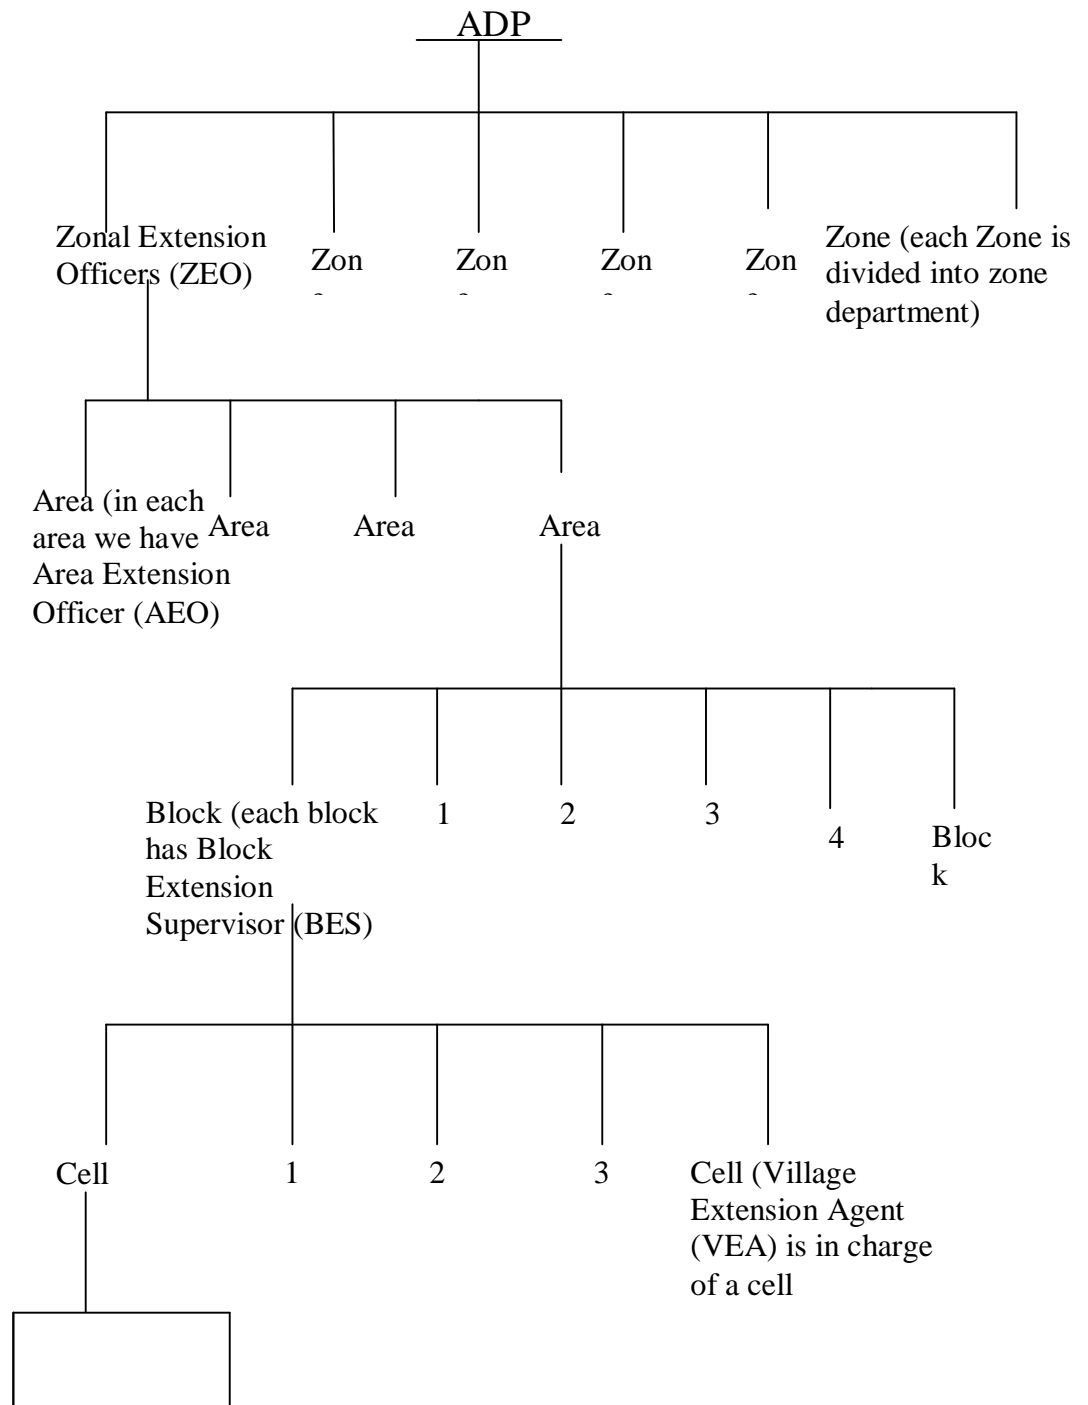 ADP
Zonal Extension
Officers (ZEO)
Zon
Zon
Zon
Zon
Zone (each Zone is
divided into zone
department)
Area (in each
area we have
Area Extension
Officer (AEO)
Area
Area
Area
Block (each block
has Block
Extension
Supervisor (BES)
1
2
3
4
Bloc
k
Cell
1
2
3
Cell (Village
Extension Agent
(VEA) is in charge
of a cell